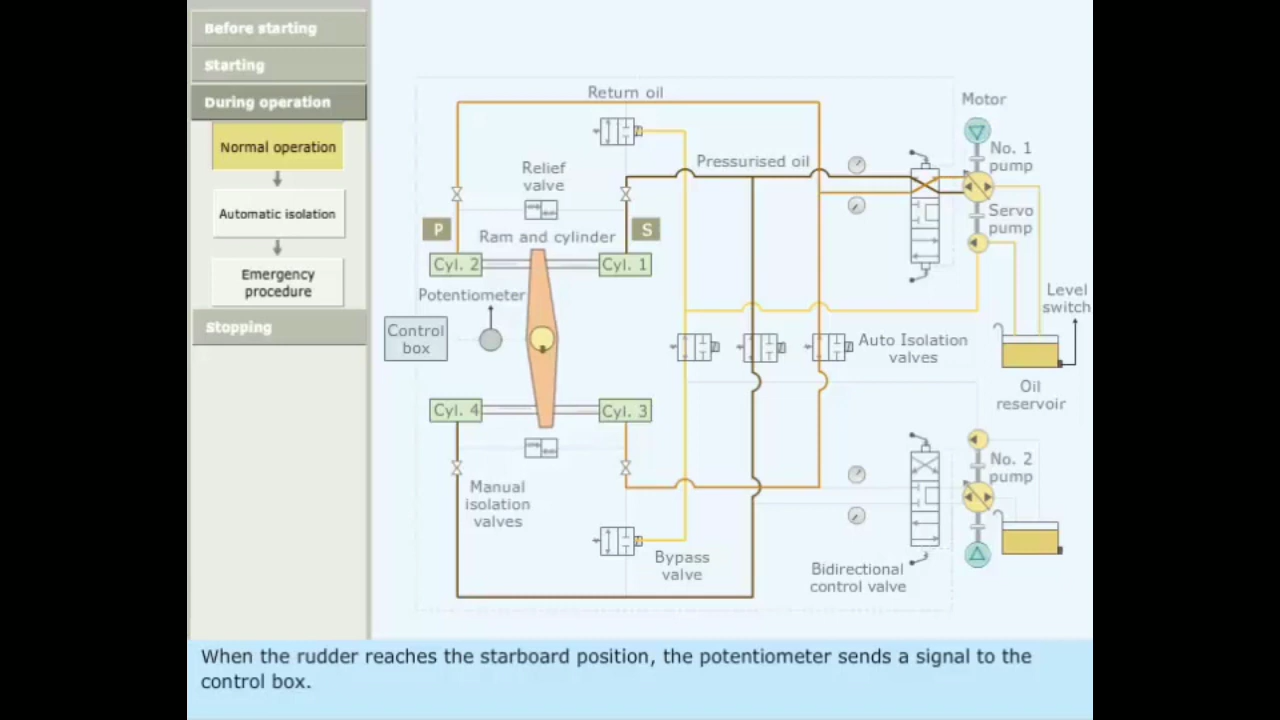 Before starting
Starting
During operation
Normal operation
Automatic isolation
Emergency
procedure
Stopping
Return oil
Motor
No. 1
pump
Pressurised oil
Relief
valve
Servo
pump
P
S
Ram and cylinder
Cyl. 2
Cyl. 1
Potentiometer
Level
switch
Control
box
Auto Isolation
valves
Oil
reservoir
Cyl. 4
Cyl. 3
No. 2
pump
Manual
isolation
valves
Bypass
valve
Bidirectional
control valve
When the rudder reaches the starboard position, the potentiometer sends a signal to the
control box.